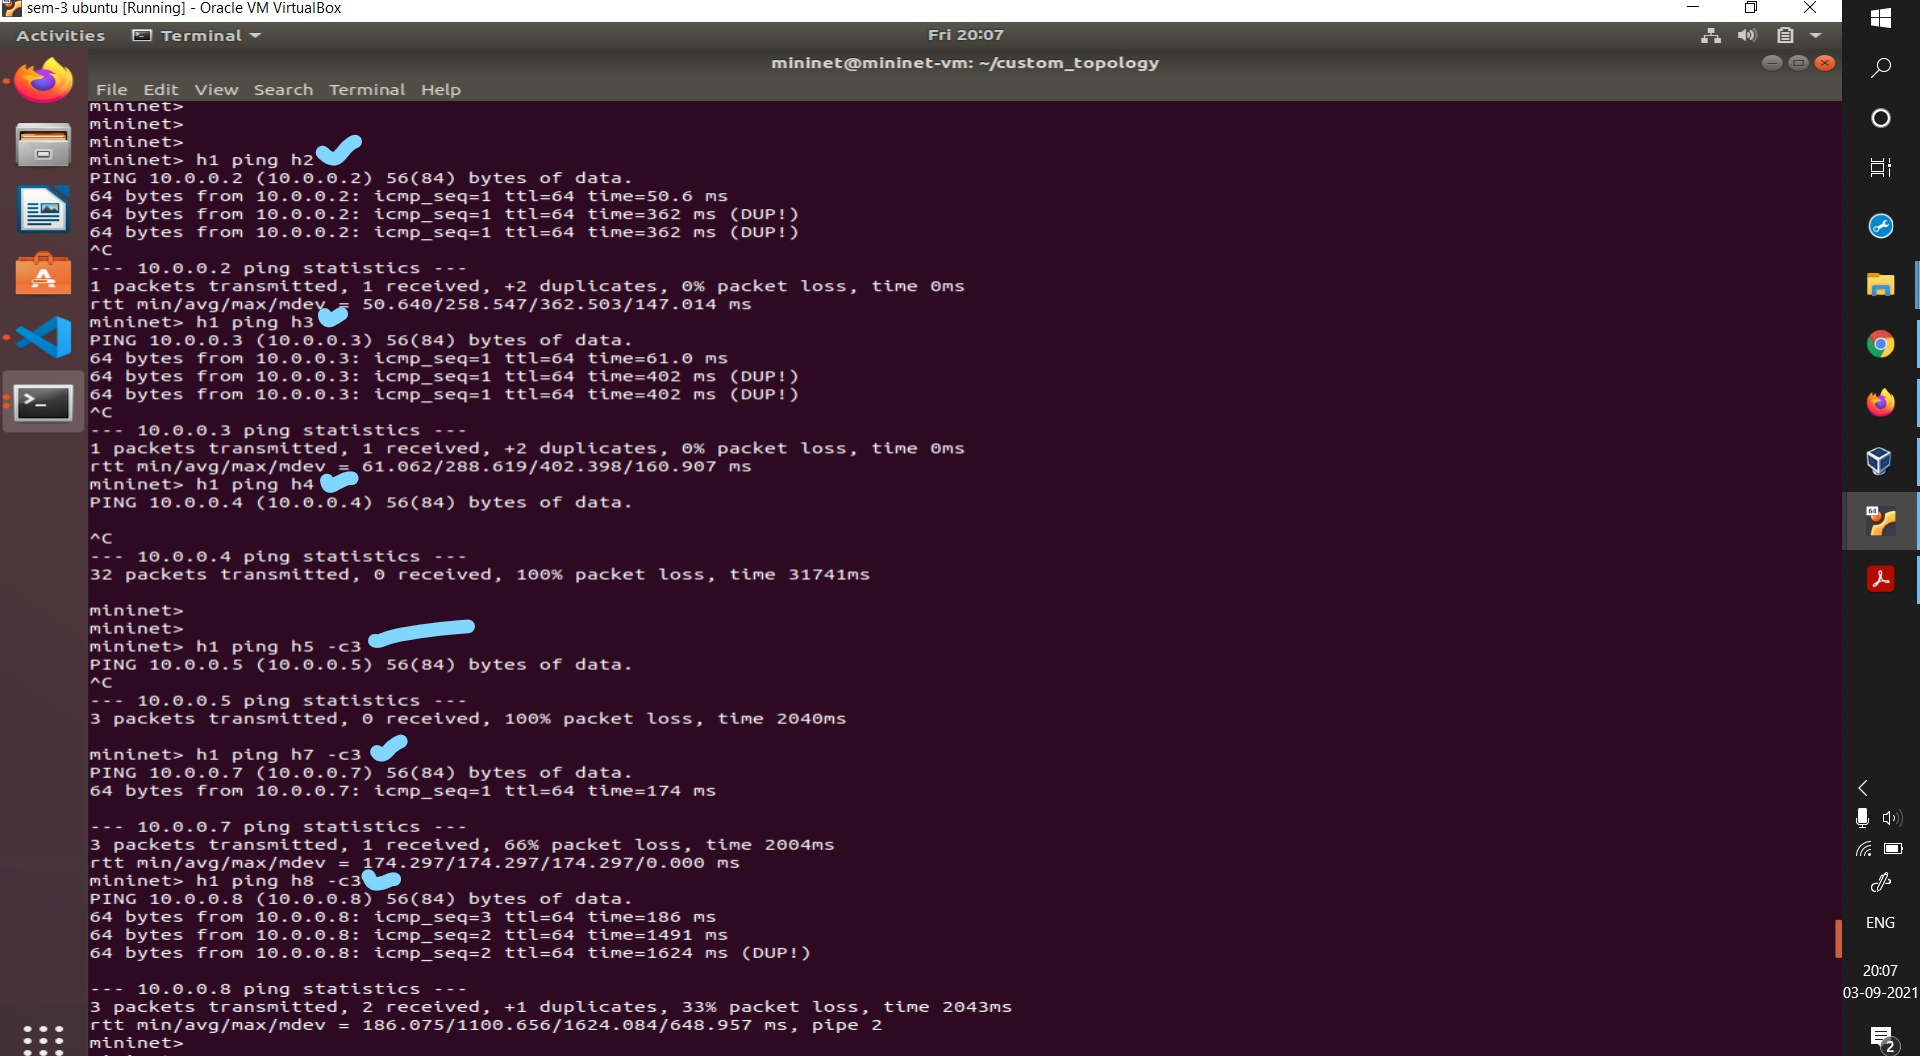 sem-3 ubuntu [Running] - Oracle VM VirtualBox
Activities Terminal Fri 20:07
mininet@mininet-vm: ~/custom_topology
File Edit View Search Terminal Help
mininet>
mininet>
mininet>
mininet> h1 ping h2
PING 10.0.0.2 (10.0.0.2) 56(84) bytes of data.
64 bytes from 10.0.0.2: icmp_seq=1 ttl=64 time=50.6 ms
64 bytes from 10.0.0.2: icmp_seq=1 ttl=64 time=362 ms (DUP!)
64 bytes from 10.0.0.2: icmp_seq=1 ttl=64 time=362 ms (DUP!)
^C
--- 10.0.0.2 ping statistics ---
1 packets transmitted, 1 received, +2 duplicates, 0% packet loss, time 0ms
rtt min/avg/max/mdev = 50.640/258.547/362.503/147.014 ms
mininet> h1 ping h3
PING 10.0.0.3 (10.0.0.3) 56(84) bytes of data.
64 bytes from 10.0.0.3: icmp_seq=1 ttl=64 time=61.0 ms
64 bytes from 10.0.0.3: icmp_seq=1 ttl=64 time=402 ms (DUP!)
64 bytes from 10.0.0.3: icmp_seq=1 ttl=64 time=402 ms (DUP!)
^C
--- 10.0.0.3 ping statistics ---
1 packets transmitted, 1 received, +2 duplicates, 0% packet loss, time 0ms
rtt min/avg/max/mdev = 61.062/288.619/402.398/160.907 ms
mininet> h1 ping h4
PING 10.0.0.4 (10.0.0.4) 56(84) bytes of data.
^C
--- 10.0.0.4 ping statistics ---
32 packets transmitted, 0 received, 100% packet loss, time 31741ms
mininet>
mininet>
mininet> h1 ping h5 -c3
PING 10.0.0.5 (10.0.0.5) 56(84) bytes of data.
^C
--- 10.0.0.5 ping statistics ---
3 packets transmitted, 0 received, 100% packet loss, time 2040ms
mininet> h1 ping h7 -c3
PING 10.0.0.7 (10.0.0.7) 56(84) bytes of data.
64 bytes from 10.0.0.7: icmp_seq=1 ttl=64 time=174 ms
--- 10.0.0.7 ping statistics ---
3 packets transmitted, 1 received, 66% packet loss, time 2004ms
rtt min/avg/max/mdev = 174.297/174.297/174.297/0.000 ms
mininet> h1 ping h8 -c3
PING 10.0.0.8 (10.0.0.8) 56(84) bytes of data.
64 bytes from 10.0.0.8: icmp_seq=3 ttl=64 time=186 ms
64 bytes from 10.0.0.8: icmp_seq=2 ttl=64 time=1491 ms
64 bytes from 10.0.0.8: icmp_seq=2 ttl=64 time=1624 ms (DUP!)
--- 10.0.0.8 ping statistics ---
3 packets transmitted, 2 received, +1 duplicates, 33% packet loss, time 2043ms
rtt min/avg/max/mdev = 186.075/1100.656/1624.084/648.957 ms, pipe 2
mininet>
64
ENG
20:07
03-09-2021
2